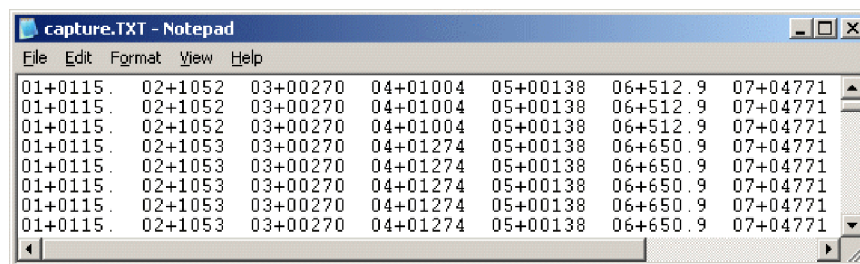 capture.TXT - Notepad
File Edit Format View Help
01+0115. 02+1052 03+00270 04+01004 05+00138 06+512.9 07+04771
01+0115. 02+1052 03+00270 04+01004 05+00138 06+512.9 07+04771
01+0115. 02+1052 03+00270 04+01004 05+00138 06+512.9 07+04771
01+0115. 02+1053 03+00270 04+01274 05+00138 06+650.9 07+04771
01+0115. 02+1053 03+00270 04+01274 05+00138 06+650.9 07+04771
01+0115. 02+1053 03+00270 04+01274 05+00138 06+650.9 07+04771
01+0115. 02+1053 03+00270 04+01274 05+00138 06+650.9 07+04771
01+0115. 02+1053 03+00270 04+01274 05+00138 06+650.9 07+04771